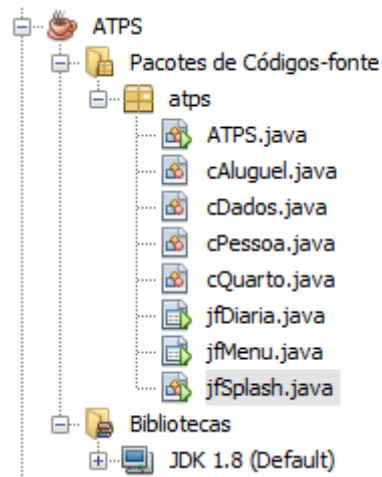 ATPS
Pacotes de Códigos-fonte
atps
ATPS.java
cAluguel.java
cDados.java
cPessoa.java
cQuarto.java
jfDiaria.java
jfMenu.java
jfSplash.java
Bibliotecas
JDK 1.8 (Default)